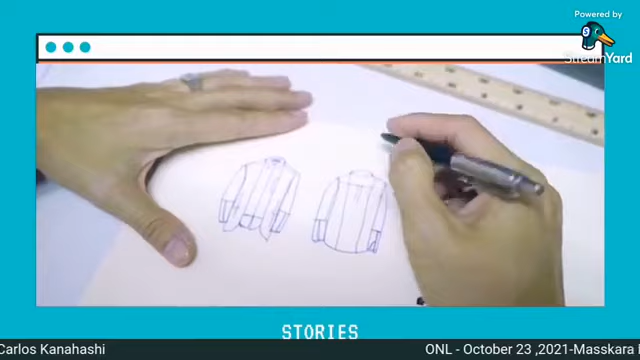 Powered by
StreamYard
STORIES
Carlos Kanahashi
ONL - October 23 ,2021-Masskara